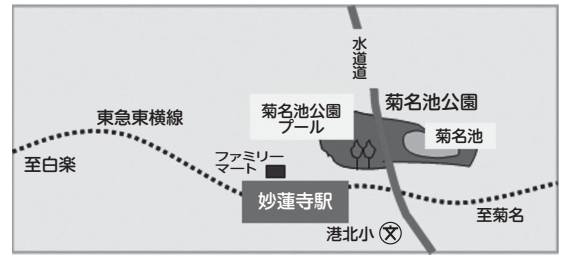 水道道
菊名池公園
プール
菊名池公園
菊名池
東急東横線
至白楽
ファミリー
マート
妙蓮寺駅
至菊名
港北小
文